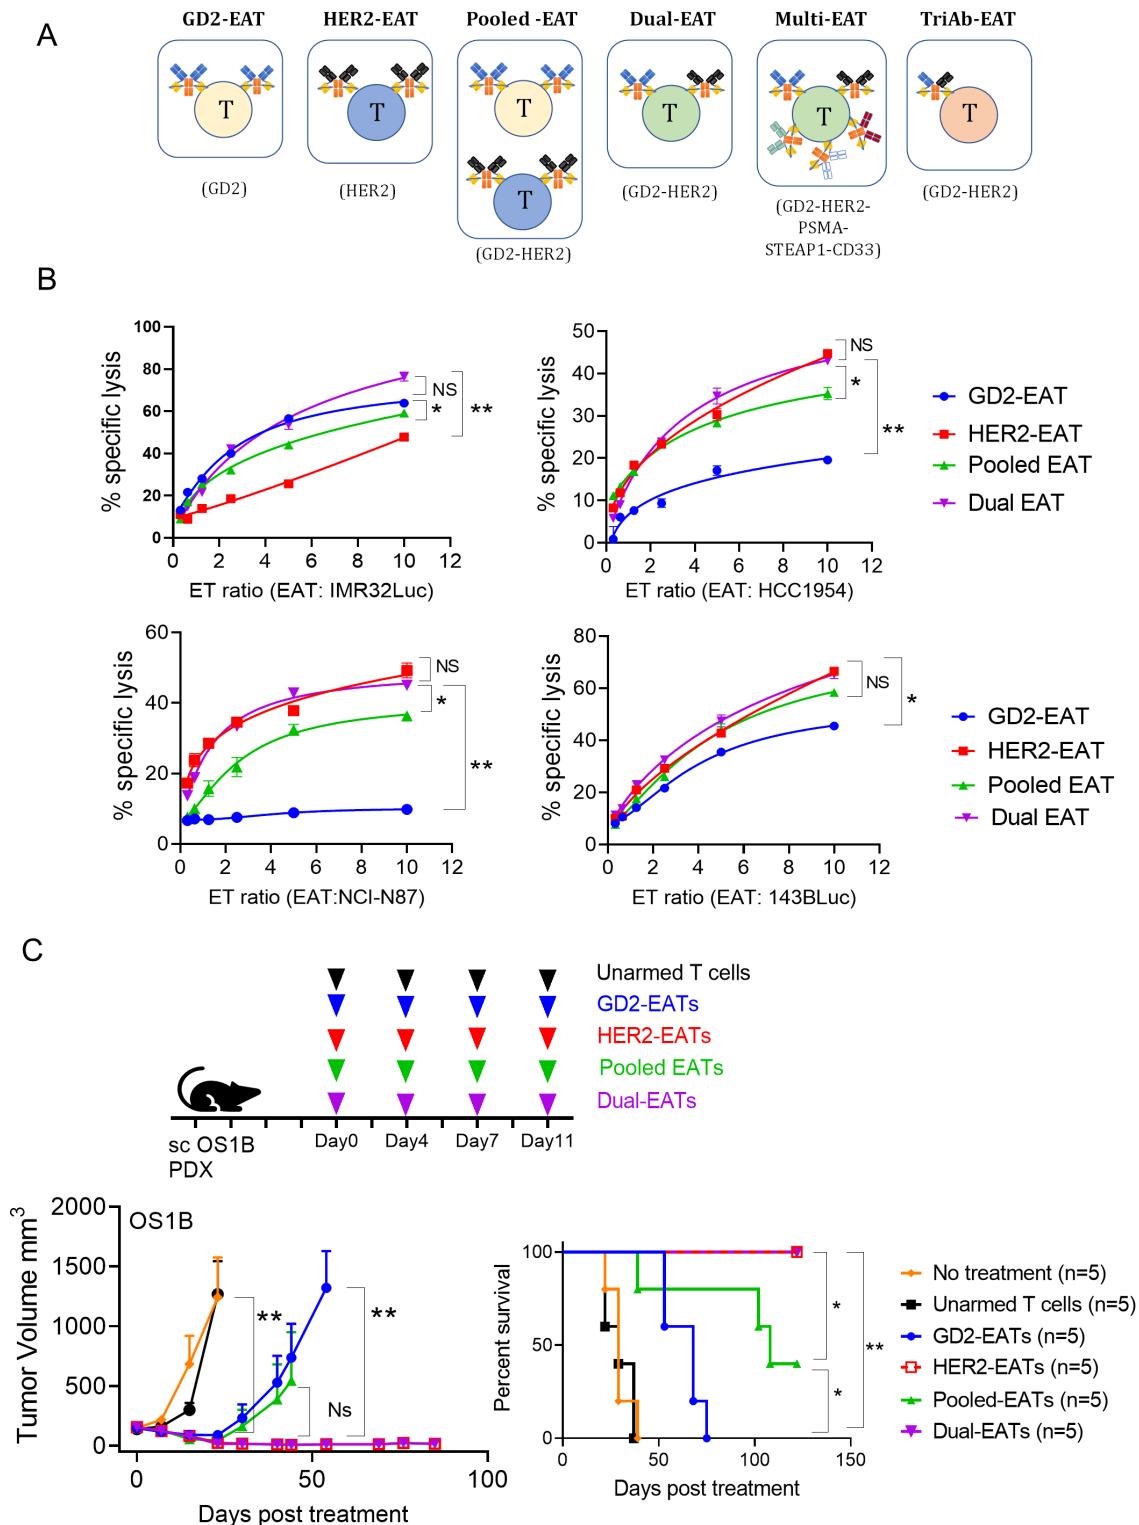 A
GD2-EAT HER2-EAT Pooled -EAT Dual-EAT Multi-EAT TriAb-EAT
T T T T T T
T
(GD2) (HER2) (GD2-HER2) (GD2-HER2) (GD2-HER2-
PSMA-
STEAP1-CD33) (GD2-HER2)
B
% specific lysis
100
80
60
40
20
0
0 2 4 6 8 10 12
ET ratio (EAT: IMR32Luc)
NS
*
**
% specific lysis
50
40
30
20
10
0
0 2 4 6 8 10 12
ET ratio (EAT: HCC1954)
NS
*
**
GD2-EAT
HER2-EAT
Pooled EAT
Dual EAT
% specific lysis
60
40
20
0
0 2 4 6 8 10 12
ET ratio (EAT:NCI-N87)
NS
*
**
% specific lysis
80
60
40
20
0
0 2 4 6 8 10 12
ET ratio (EAT: 143BLuc)
NS
*
GD2-EAT
HER2-EAT
Pooled EAT
Dual EAT
C
Unarmed T cells
GD2-EATs
HER2-EATs
Pooled EATs
Dual-EATs
sc OS1B
PDX
Day0 Day4 Day7 Day11
Tumor Volume mm3
2000
1500
1000
500
0
OS1B
**
Ns
**
0 50 100
Days post treatment
Percent survival
100
50
0
*
*
**
0 50 100 150
Days post treatment
No treatment (n=5)
Unarmed T cells (n=5)
GD2-EATs (n=5)
HER2-EATs (n=5)
Pooled-EATs (n=5)
Dual-EATs (n=5)